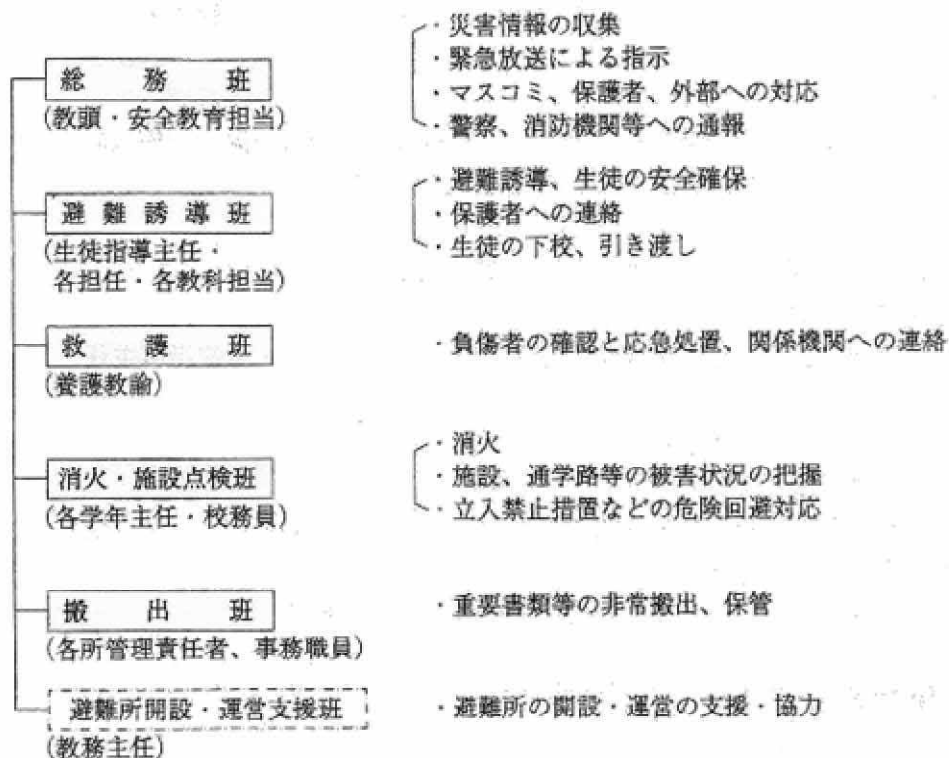 総務班
(教頭・安全教育担当)
・災害情報の収集
・緊急放送による指示
・マスコミ、保護者、外部への対応
・警察、消防機関等への通報
避難誘導班
(生徒指導主任・
各担任・各教科担当)
・避難誘導、生徒の安全確保
・保護者への連絡
・生徒の下校、引き渡し
救護班
(養護教諭)
・負傷者の確認と応急処置、関係機関への連絡
消火・施設点検班
(各学年主任・校務員)
・消火
・施設、通学路等の被害状況の把握
・立入禁止措置などの危険回避対応
搬出班
(各所管理責任者、事務職員)
・重要書類等の非常搬出、保管
避難所開設・運営支援班
(教務主任)
・避難所の開設・運営の支援・協力